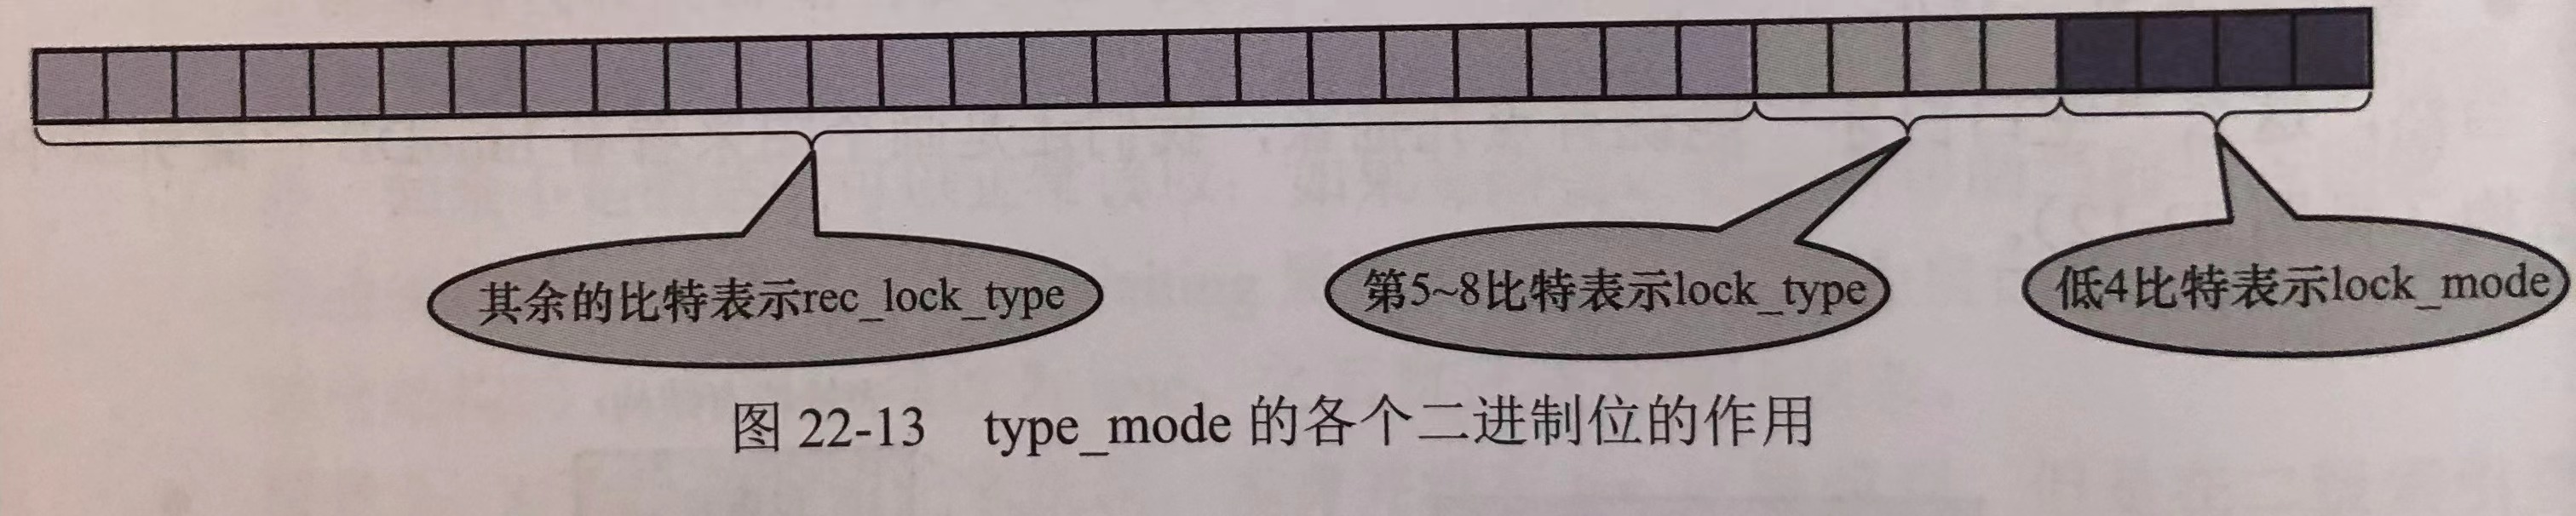 其余的比特表示rec_lock_type
第5~8比特表示lock_type
低4比特表示lock_mode
图 22-13 type_mode 的各个二进制位的作用